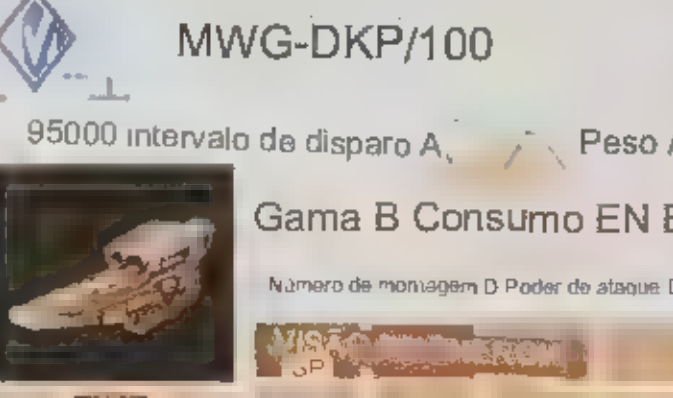 MWG-DKP/100
95000 intervalo de disparo A, Peso
Gama B Consumo EN
Número de montagem D Poder de ataque